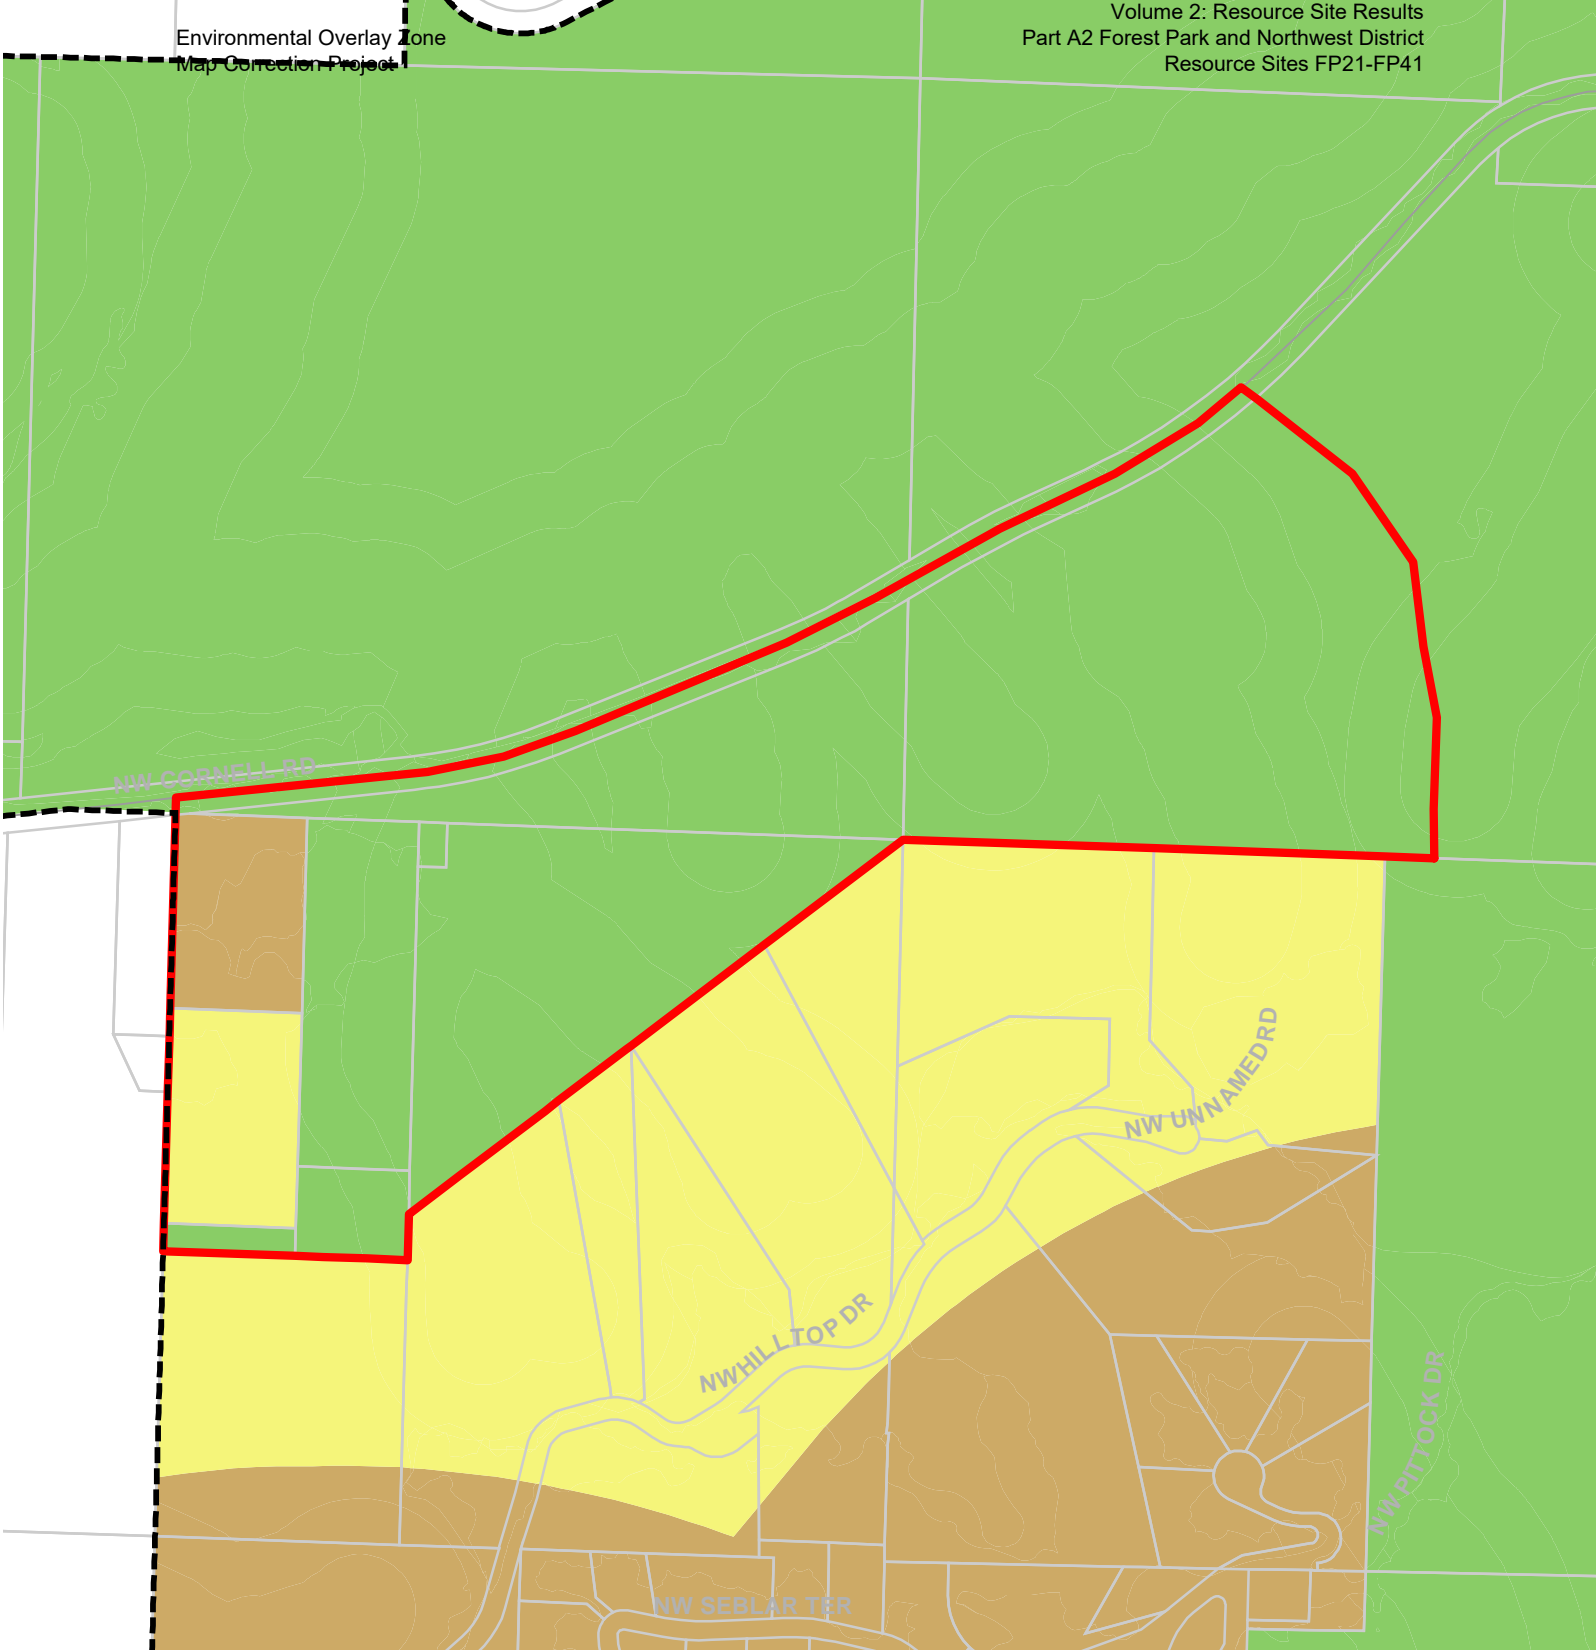 Environmental Overlay Zone
Map Correction Project
Volume 2: Resource Site Results
Part A2 Forest Park and Northwest District
Resource Sites FP21-FP41
NW CORNELL RD
NW UNNAMEDRD
NWHILLTOP DR
NW PITTOCK DR
NW SEBLAR TER